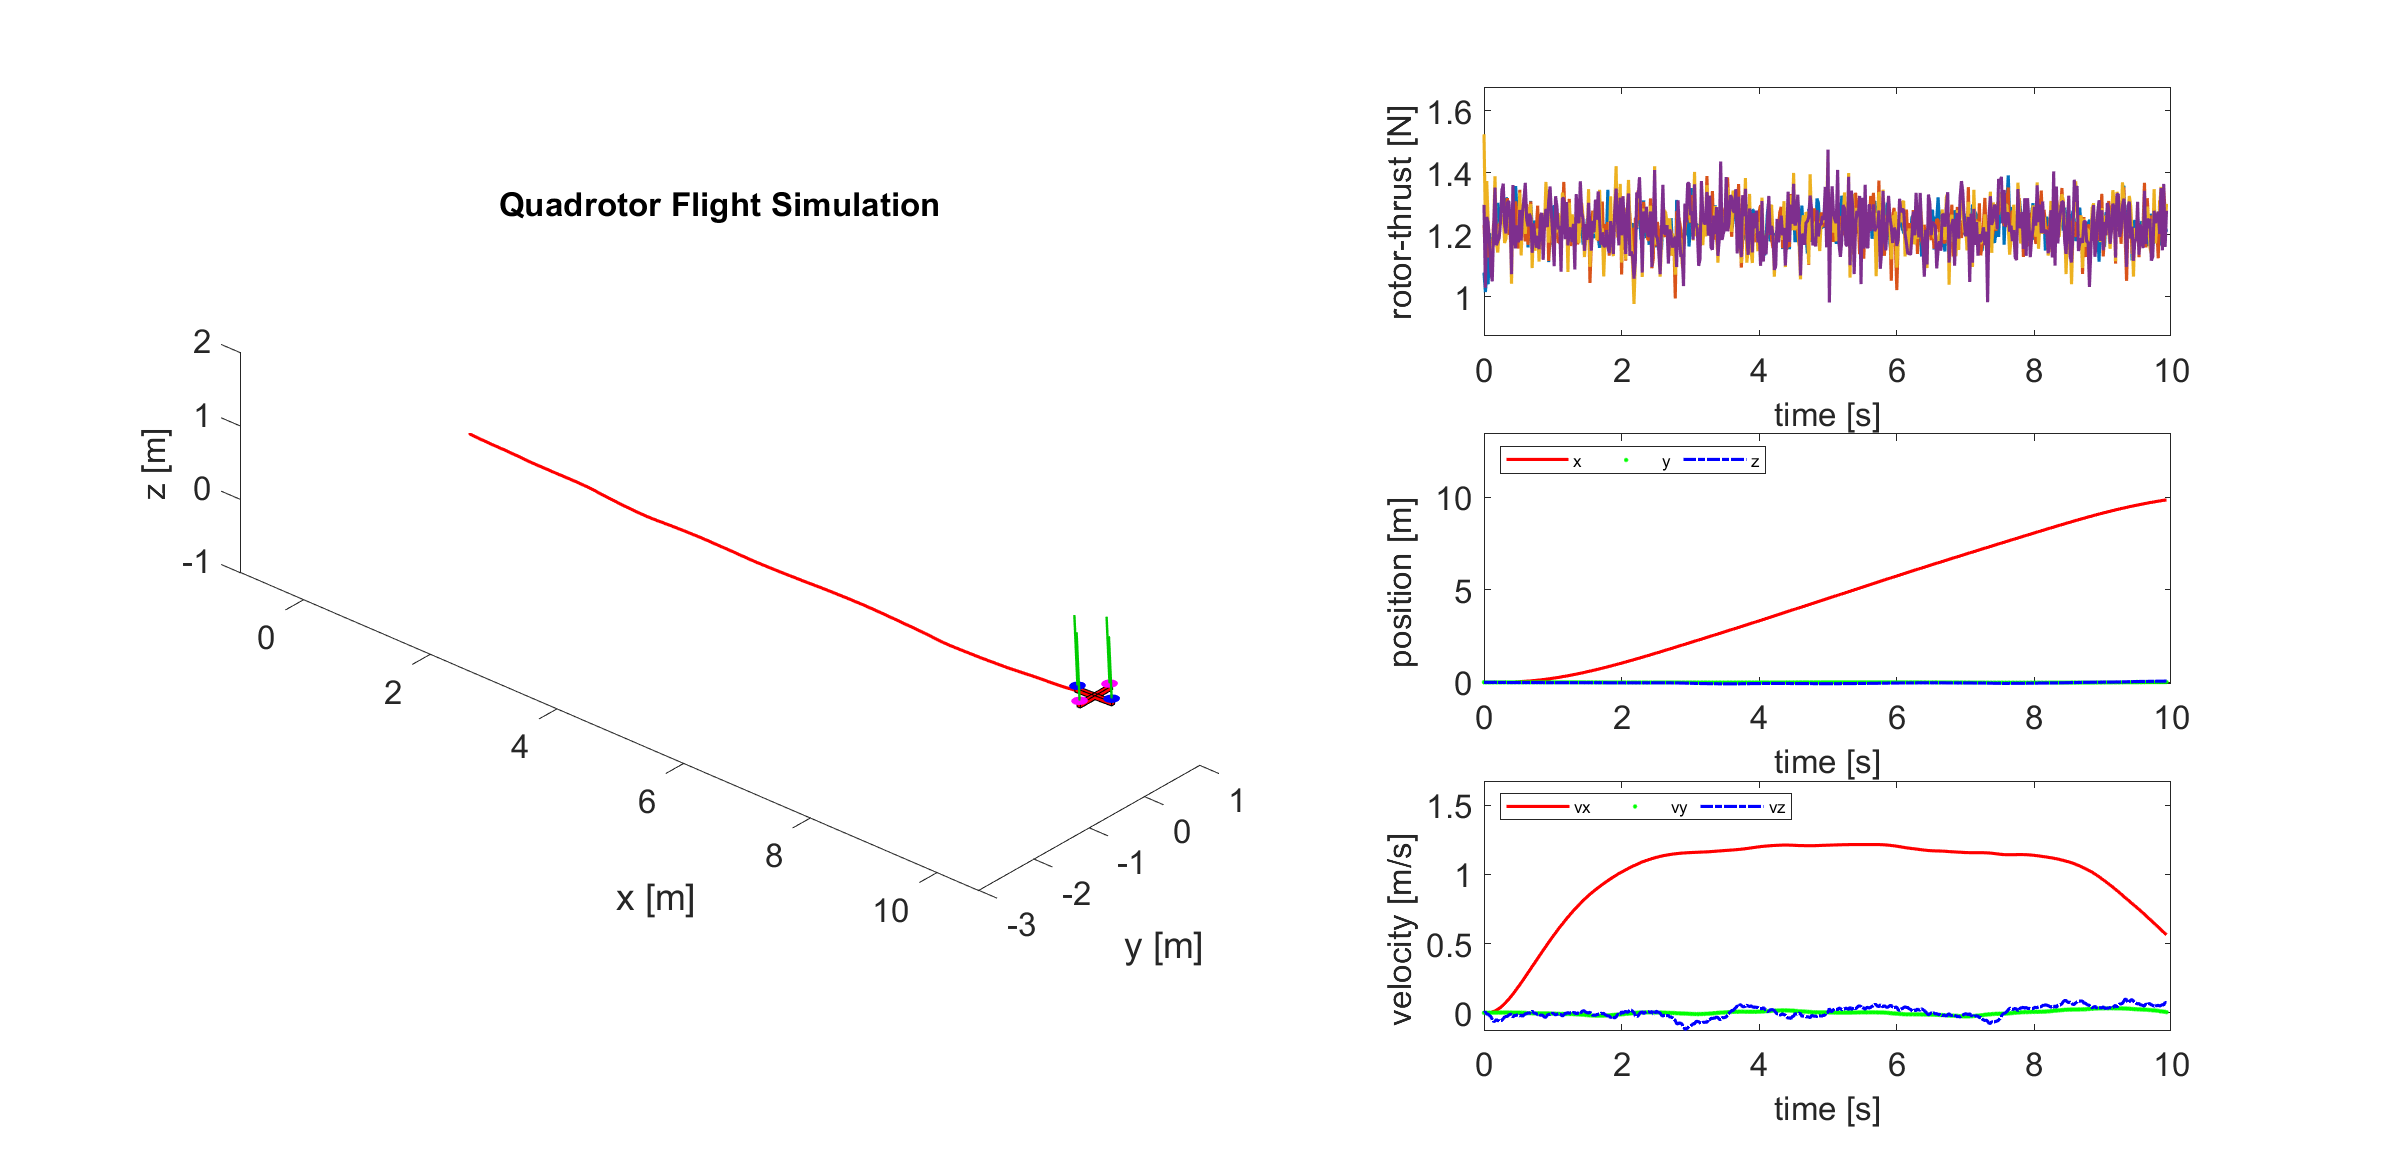 Quadrotor Flight Simulation
z [m]
2
1
0
-1
0
2
4
6
8
10
x [m]
1
0
-1
-2
-3
y [m]
rotor-thrust [N]
1.6
1.4
1.2
1
0 2 4 6 8 10
time [s]
position [m]
x y z
10
5
0
0 2 4 6 8 10
time [s]
velocity [m/s]
vx vy vz
1.5
1
0.5
0
0 2 4 6 8 10
time [s]